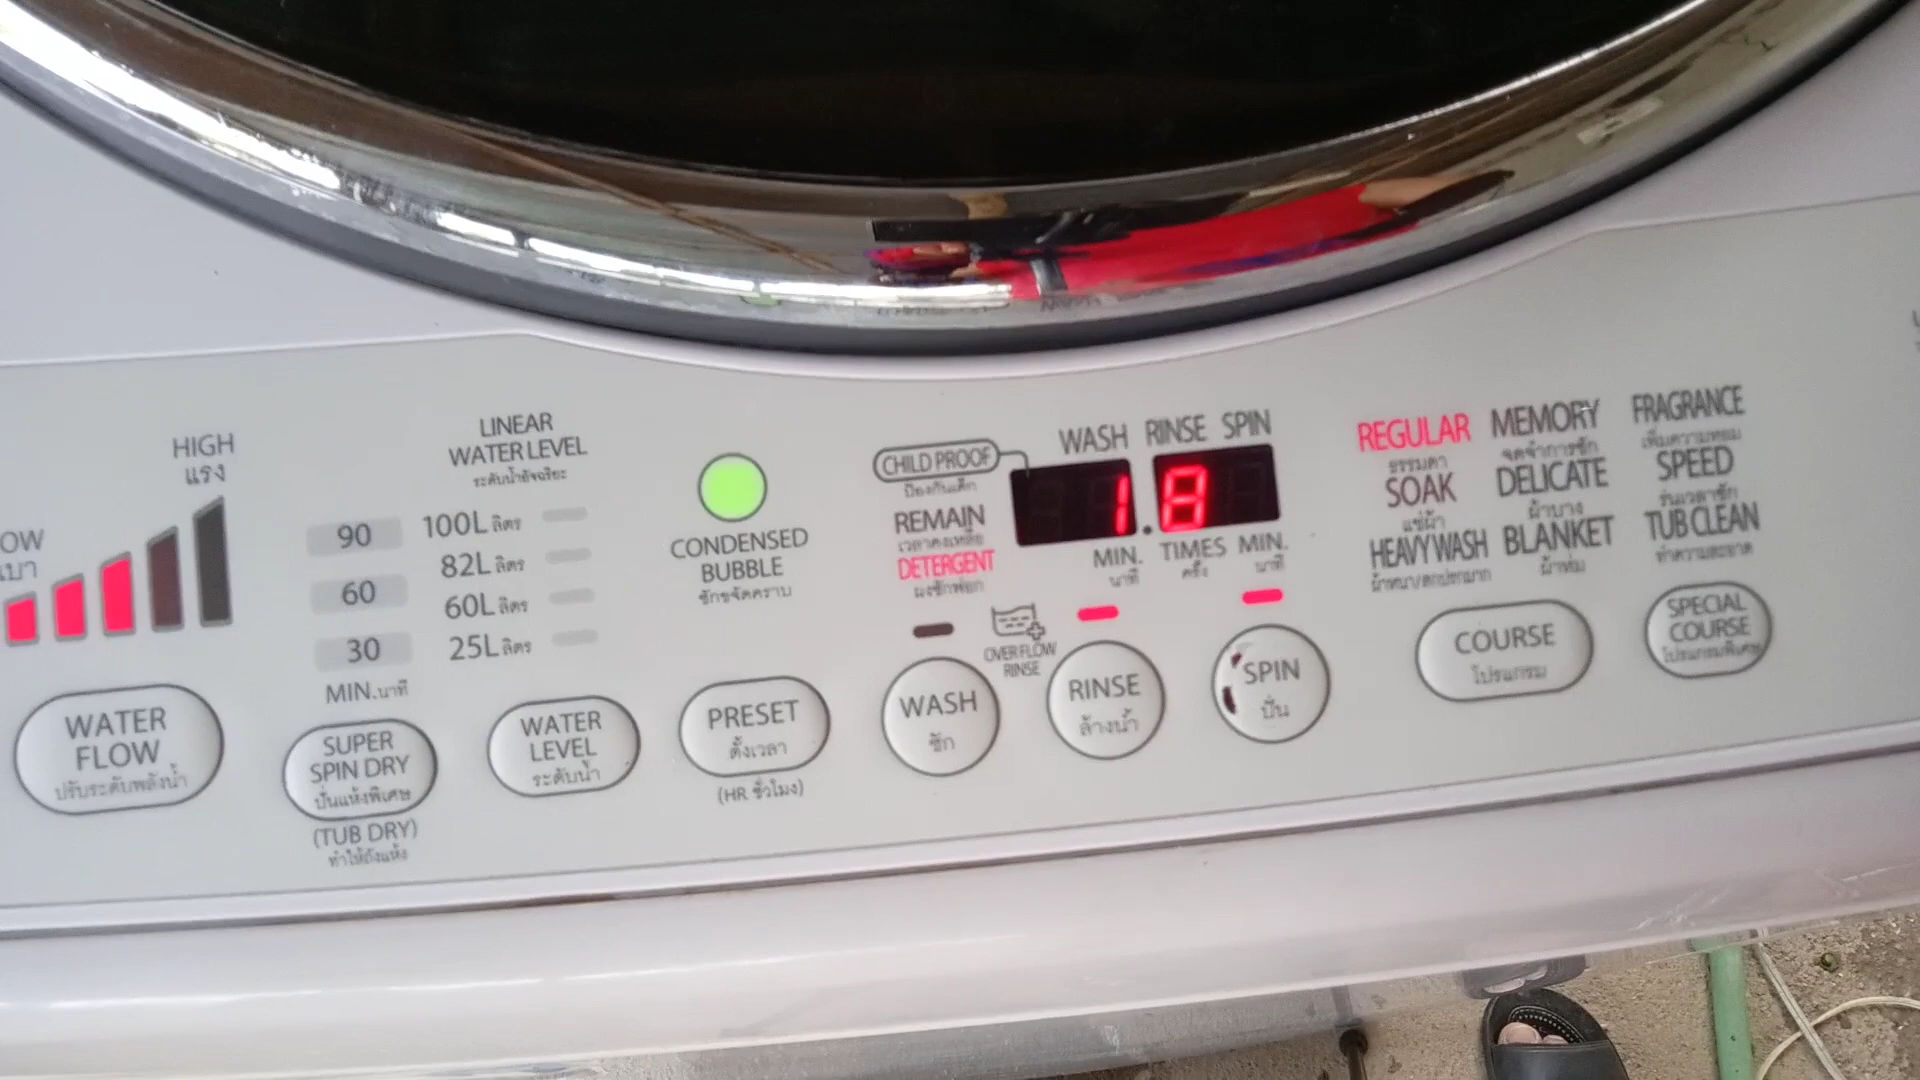 HIGH
แรง
OW
เบา
LINEAR
WATER LEVEL
ระดับน้ำอัจฉริยะ
90
60
30
MIN.นาที
100L ลิตร
82L ลิตร
60L ลิตร
25L ลิตร
CONDENSED
BUBBLE
ซักขจัดคราบ
CHILD PROOF
ป้องกันเด็ก
REMAIN
เวลาคงเหลือ
DETERGENT
ผงซักฟอก
WASH RINSE SPIN
1.8
MIN. TIMES MIN.
นาที ครั้ง นาที
OVER FLOW
RINSE
REGULAR MEMORY FRAGRANCE
ธรรมดา จดจำการซัก เพิ่มความหอม
SOAK DELICATE SPEED
แช่ผ้า ผ้าบาง ร่นเวลาซัก
HEAVY WASH BLANKET TUB CLEAN
ผ้าหนา/สกปรกมาก ผ้าห่ม ทำความสะอาด
WATER
FLOW
ปรับระดับพลังน้ำ
SUPER
SPIN DRY
ปั่นแห้งพิเศษ
(TUB DRY)
ทำให้ถังแห้ง
WATER
LEVEL
ระดับน้ำ
PRESET
ตั้งเวลา
(HR ชั่วโมง)
WASH
ซัก
RINSE
ล้างน้ำ
SPIN
ปั่น
COURSE
โปรแกรม
SPECIAL
COURSE
โปรแกรมพิเศษ